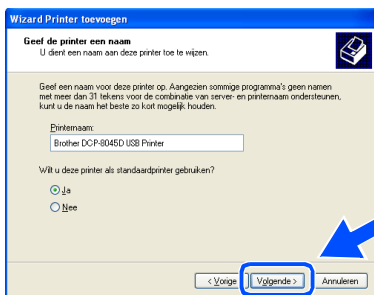 Wizard Printer toevoegen
Geef de printer een naam
U dient een naam aan deze printer toe te wijzen.
Geef een naam voor deze printer op. Aangezien sommige programma's geen namen
met meer dan 31 tekens voor de combinatie van server- en printernaam ondersteunen,
kunt u de naam het beste zo kort mogelijk houden.
Printernaam:
Brother DCP-8045D USB Printer
Wilt u deze printer als standaardprinter gebruiken?
Ja
Nee
< Vorige
Volgende >
Annuleren